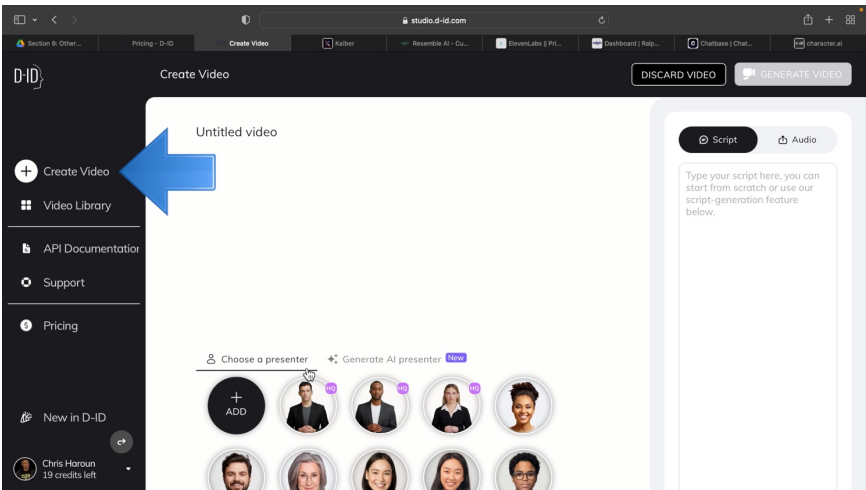 studio.d-id.com
Section 9: Other...
Pricing - D-ID
Create Video
Kaiber
Resemble AI - Cu...
ElevenLabs || Pri...
Dashboard | Ralp...
Chatbase | Chat...
character.ai
D-ID
Create Video
DISCARD VIDEO
GENERATE VIDEO
Untitled video
Create Video
Video Library
API Documentation
Support
Pricing
New in D-ID
Chris Haroun
19 credits left
Choose a presenter
Generate AI presenter New
+
ADD
HQ
HQ
HQ
Script
Audio
Type your script here, you can
start from scratch or use our
script-generation feature
below.